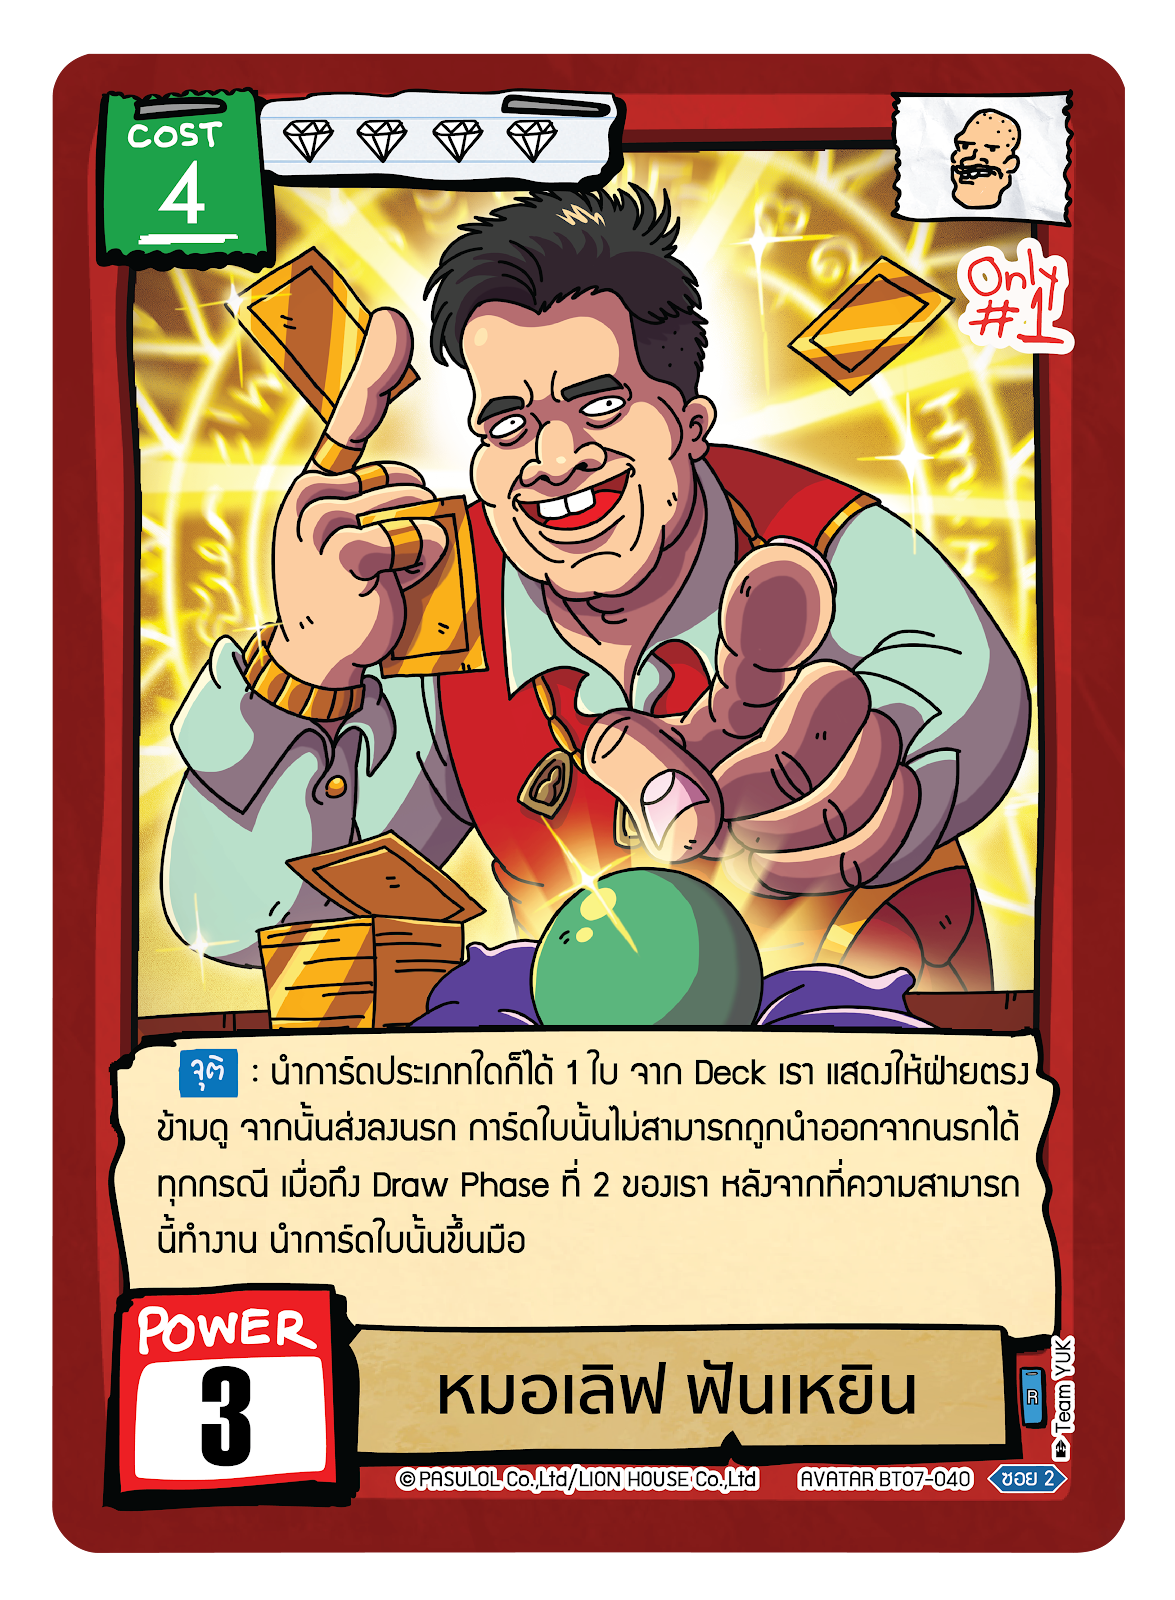 COST
4
Only
#1
จุติ : นำการ์ดประเภทใดก็ได้ 1 ใบ จาก Deck เรา แสดงให้ฝ่ายตรง
ข้ามดู จากนั้นส่งลงนรก การ์ดใบนั้นไม่สามารถถูกนำออกจากนรกได้
ทุกกรณี เมื่อถึง Draw Phase ที่ 2 ของเรา หลังจากที่ความสามารถ
นี้ทำงาน นำการ์ดใบนั้นขึ้นมือ
POWER
3
หมอเลิฟ ฟันเหยิน
R
Team YUK
© PASULOL Co.,Ltd/LION HOUSE Co.,Ltd
AVATAR BT07-040
ซอย 2